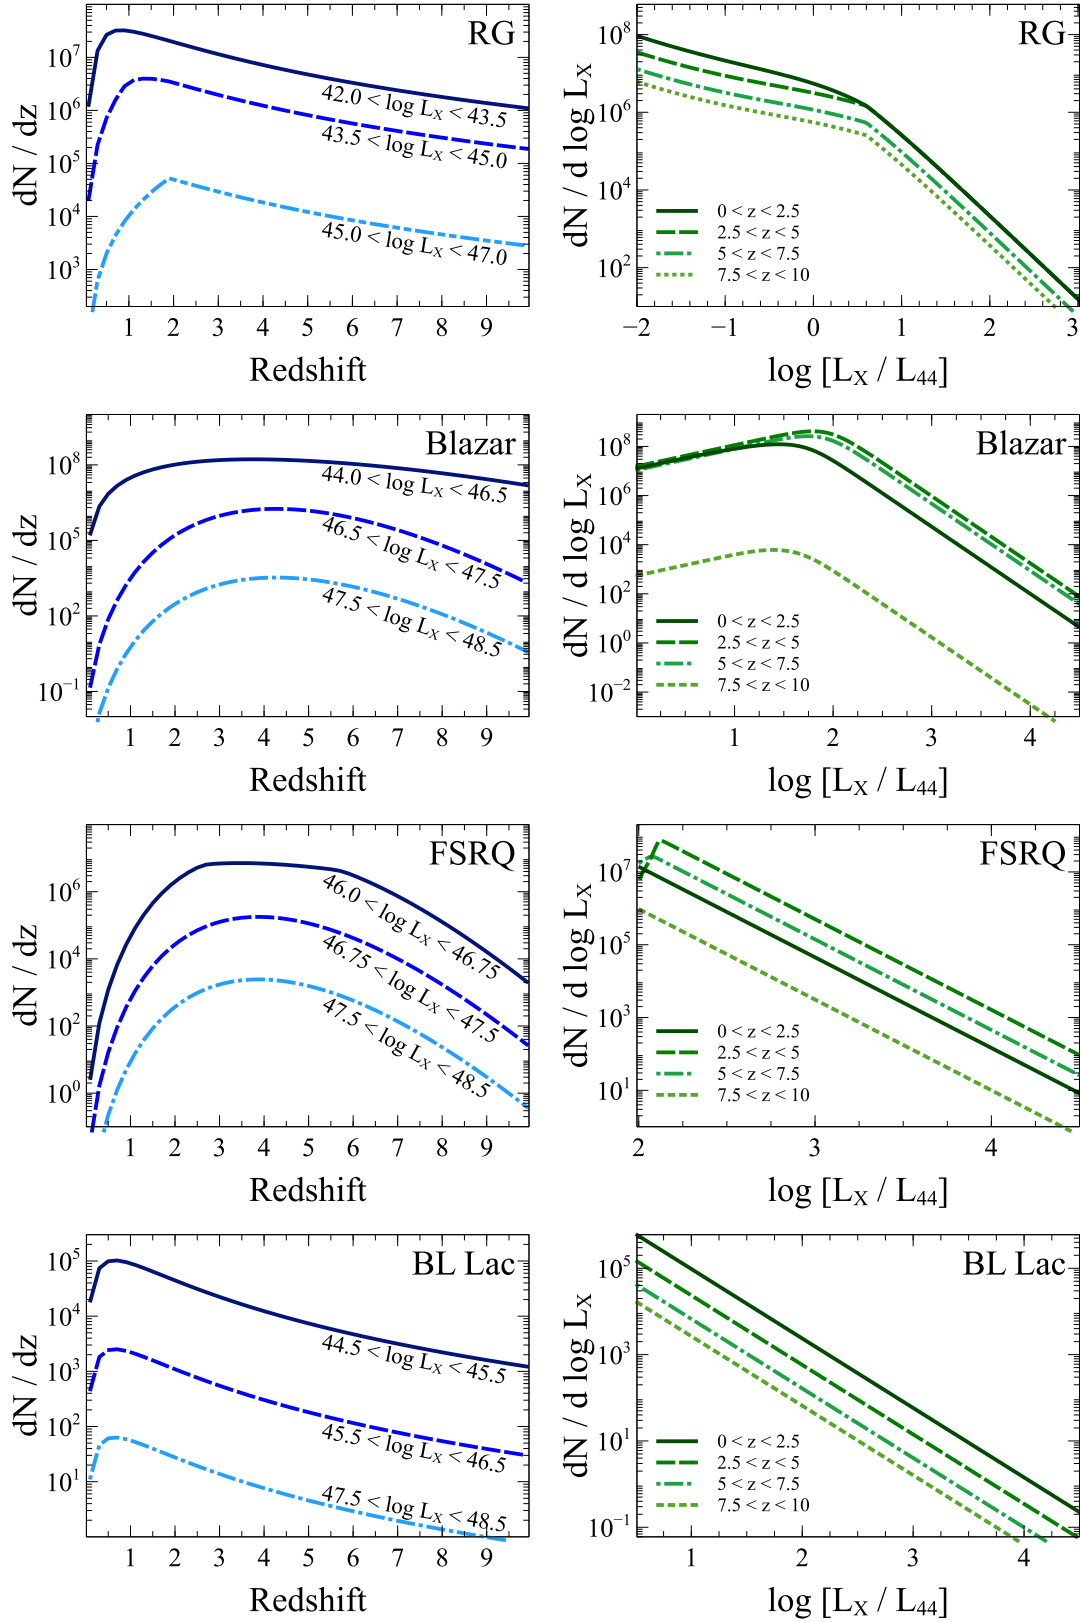 RG
dN / dz
10^7
10^6
10^5
10^4
10^3
42.0 < log L_X < 43.5
43.5 < log L_X < 45.0
45.0 < log L_X < 47.0
1 2 3 4 5 6 7 8 9
Redshift
RG
dN / d log L_X
10^8
10^6
10^4
10^2
0 < z < 2.5
2.5 < z < 5
5 < z < 7.5
7.5 < z < 10
−2 −1 0 1 2 3
log [L_X / L_44]
Blazar
dN / dz
10^8
10^5
10^2
10^−1
44.0 < log L_X < 46.5
46.5 < log L_X < 47.5
47.5 < log L_X < 48.5
1 2 3 4 5 6 7 8 9
Redshift
Blazar
dN / d log L_X
10^8
10^6
10^4
10^2
10^0
10^−2
0 < z < 2.5
2.5 < z < 5
5 < z < 7.5
7.5 < z < 10
1 2 3 4
log [L_X / L_44]
FSRQ
dN / dz
10^6
10^4
10^2
10^0
46.0 < log L_X < 46.75
46.75 < log L_X < 47.5
47.5 < log L_X < 48.5
1 2 3 4 5 6 7 8 9
Redshift
FSRQ
dN / d log L_X
10^7
10^5
10^3
10^1
0 < z < 2.5
2.5 < z < 5
5 < z < 7.5
7.5 < z < 10
2 3 4
log [L_X / L_44]
BL Lac
dN / dz
10^5
10^4
10^3
10^2
10^1
44.5 < log L_X < 45.5
45.5 < log L_X < 46.5
47.5 < log L_X < 48.5
1 2 3 4 5 6 7 8 9
Redshift
BL Lac
dN / d log L_X
10^5
10^3
10^1
10^−1
0 < z < 2.5
2.5 < z < 5
5 < z < 7.5
7.5 < z < 10
1 2 3 4
log [L_X / L_44]